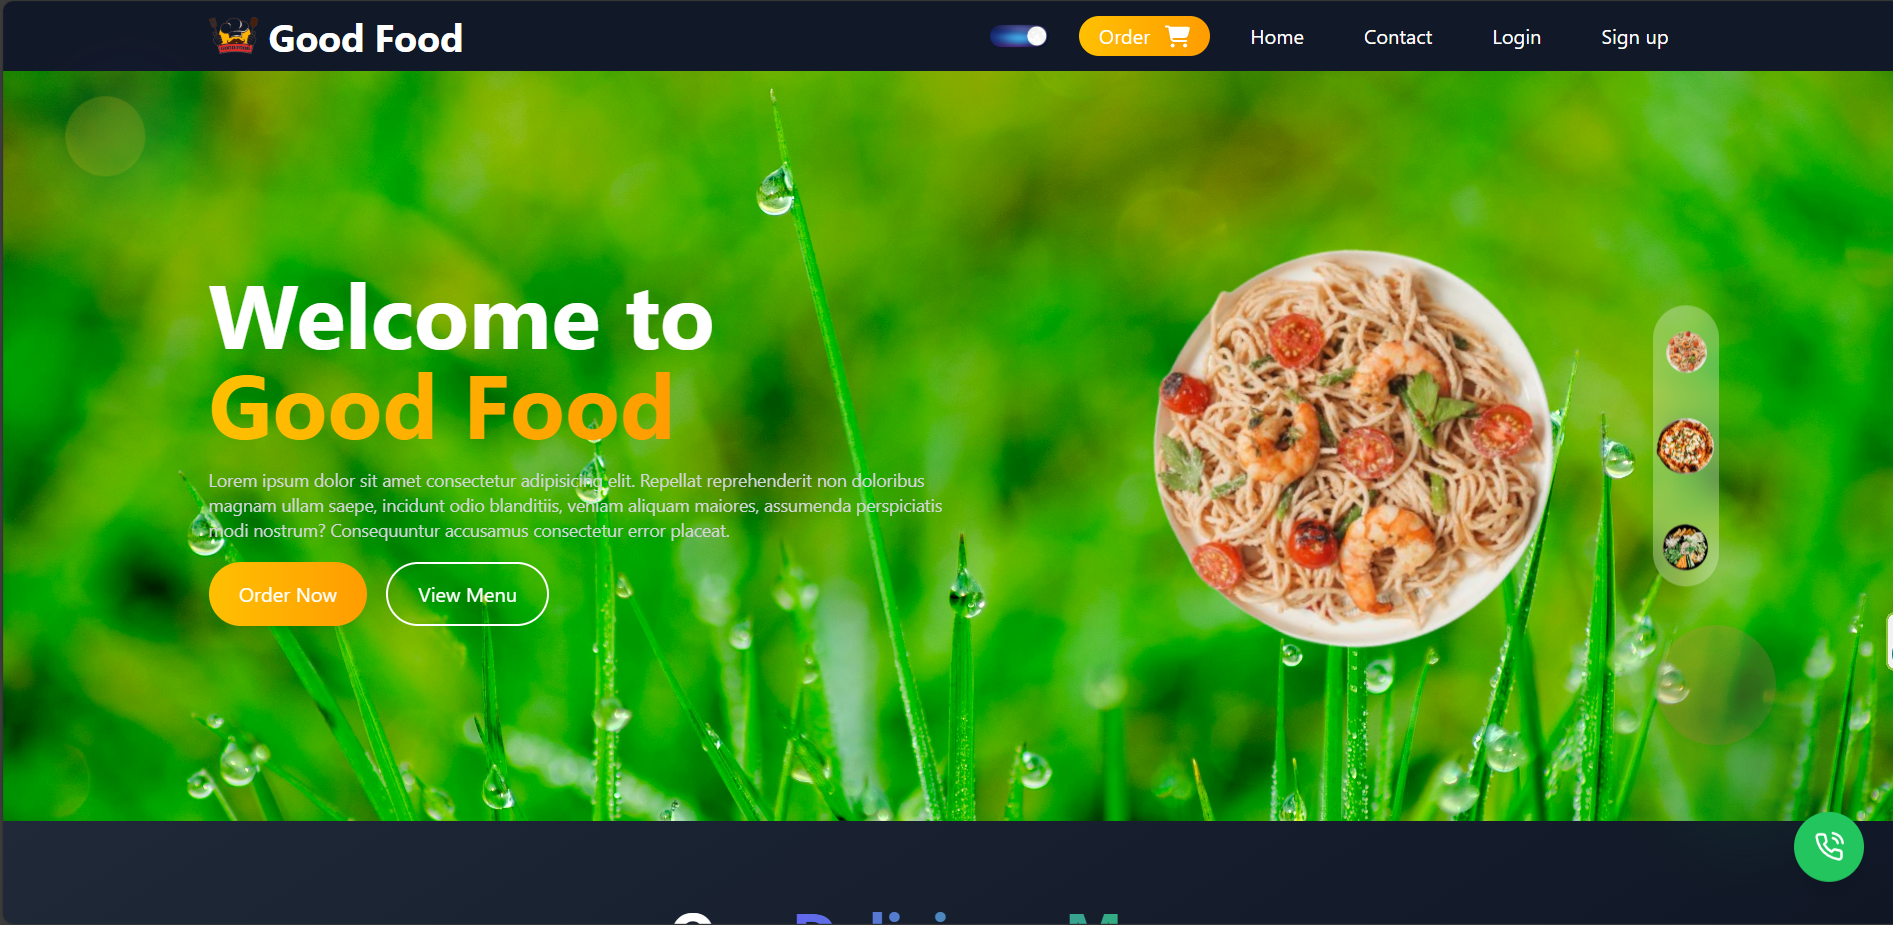 Good Food
Order
Home
Contact
Login
Sign up
Welcome to
Good Food
Lorem ipsum dolor sit amet consectetur adipisicing elit. Repellat reprehenderit non doloribus
magnam ullam saepe, incidunt odio blanditiis, veniam aliquam maiores, assumenda perspiciatis
modi nostrum? Consequuntur accusamus consectetur error placeat.
Order Now
View Menu